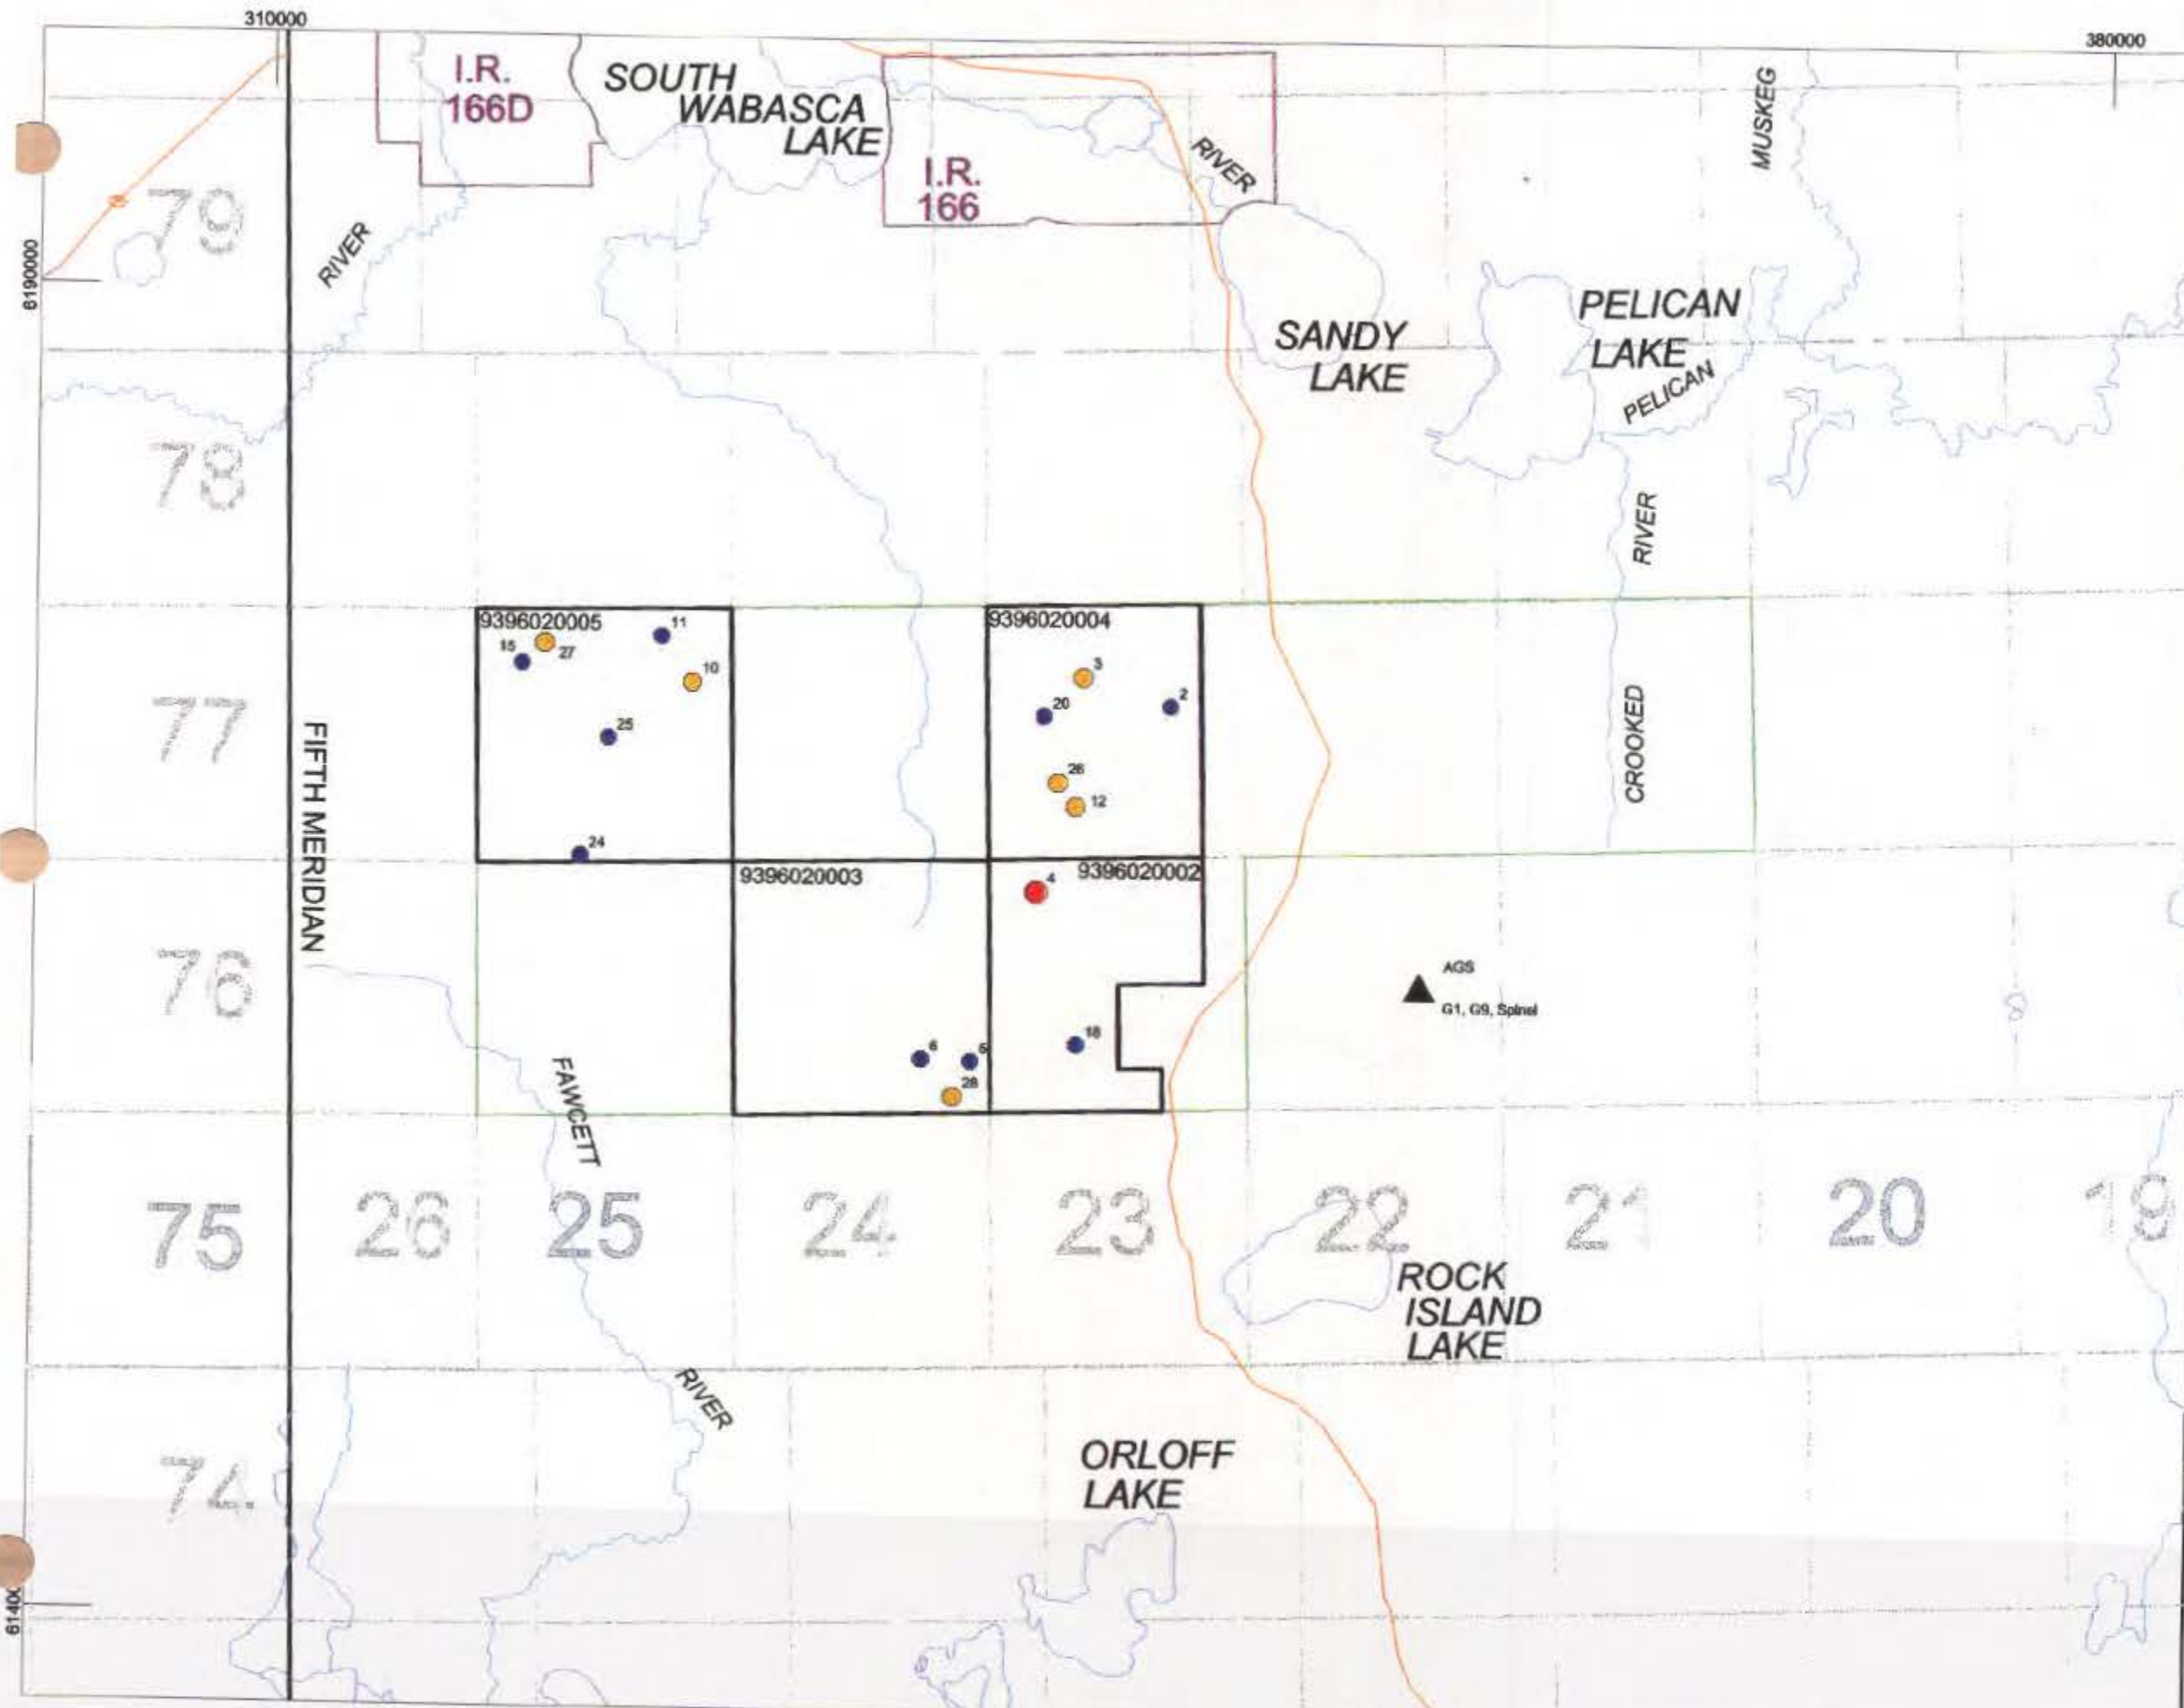 310000
380000
I.R.
166D
SOUTH
WABASCA
LAKE
I.R.
166
RIVER
MUSKEG
79
RIVER
6190000
PELICAN
LAKE
PELICAN
SANDY
LAKE
78
RIVER
9396020005
11
15
27
10
25
24
9396020004
3
20
2
26
12
77
FIFTH MERIDIAN
CROOKED
9396020003
9396020002
4
76
AGS
G1, G9, Spinel
6
5
28
18
FAWCETT
75
26
25
24
23
22
21
20
19
ROCK
ISLAND
LAKE
RIVER
74
ORLOFF
LAKE